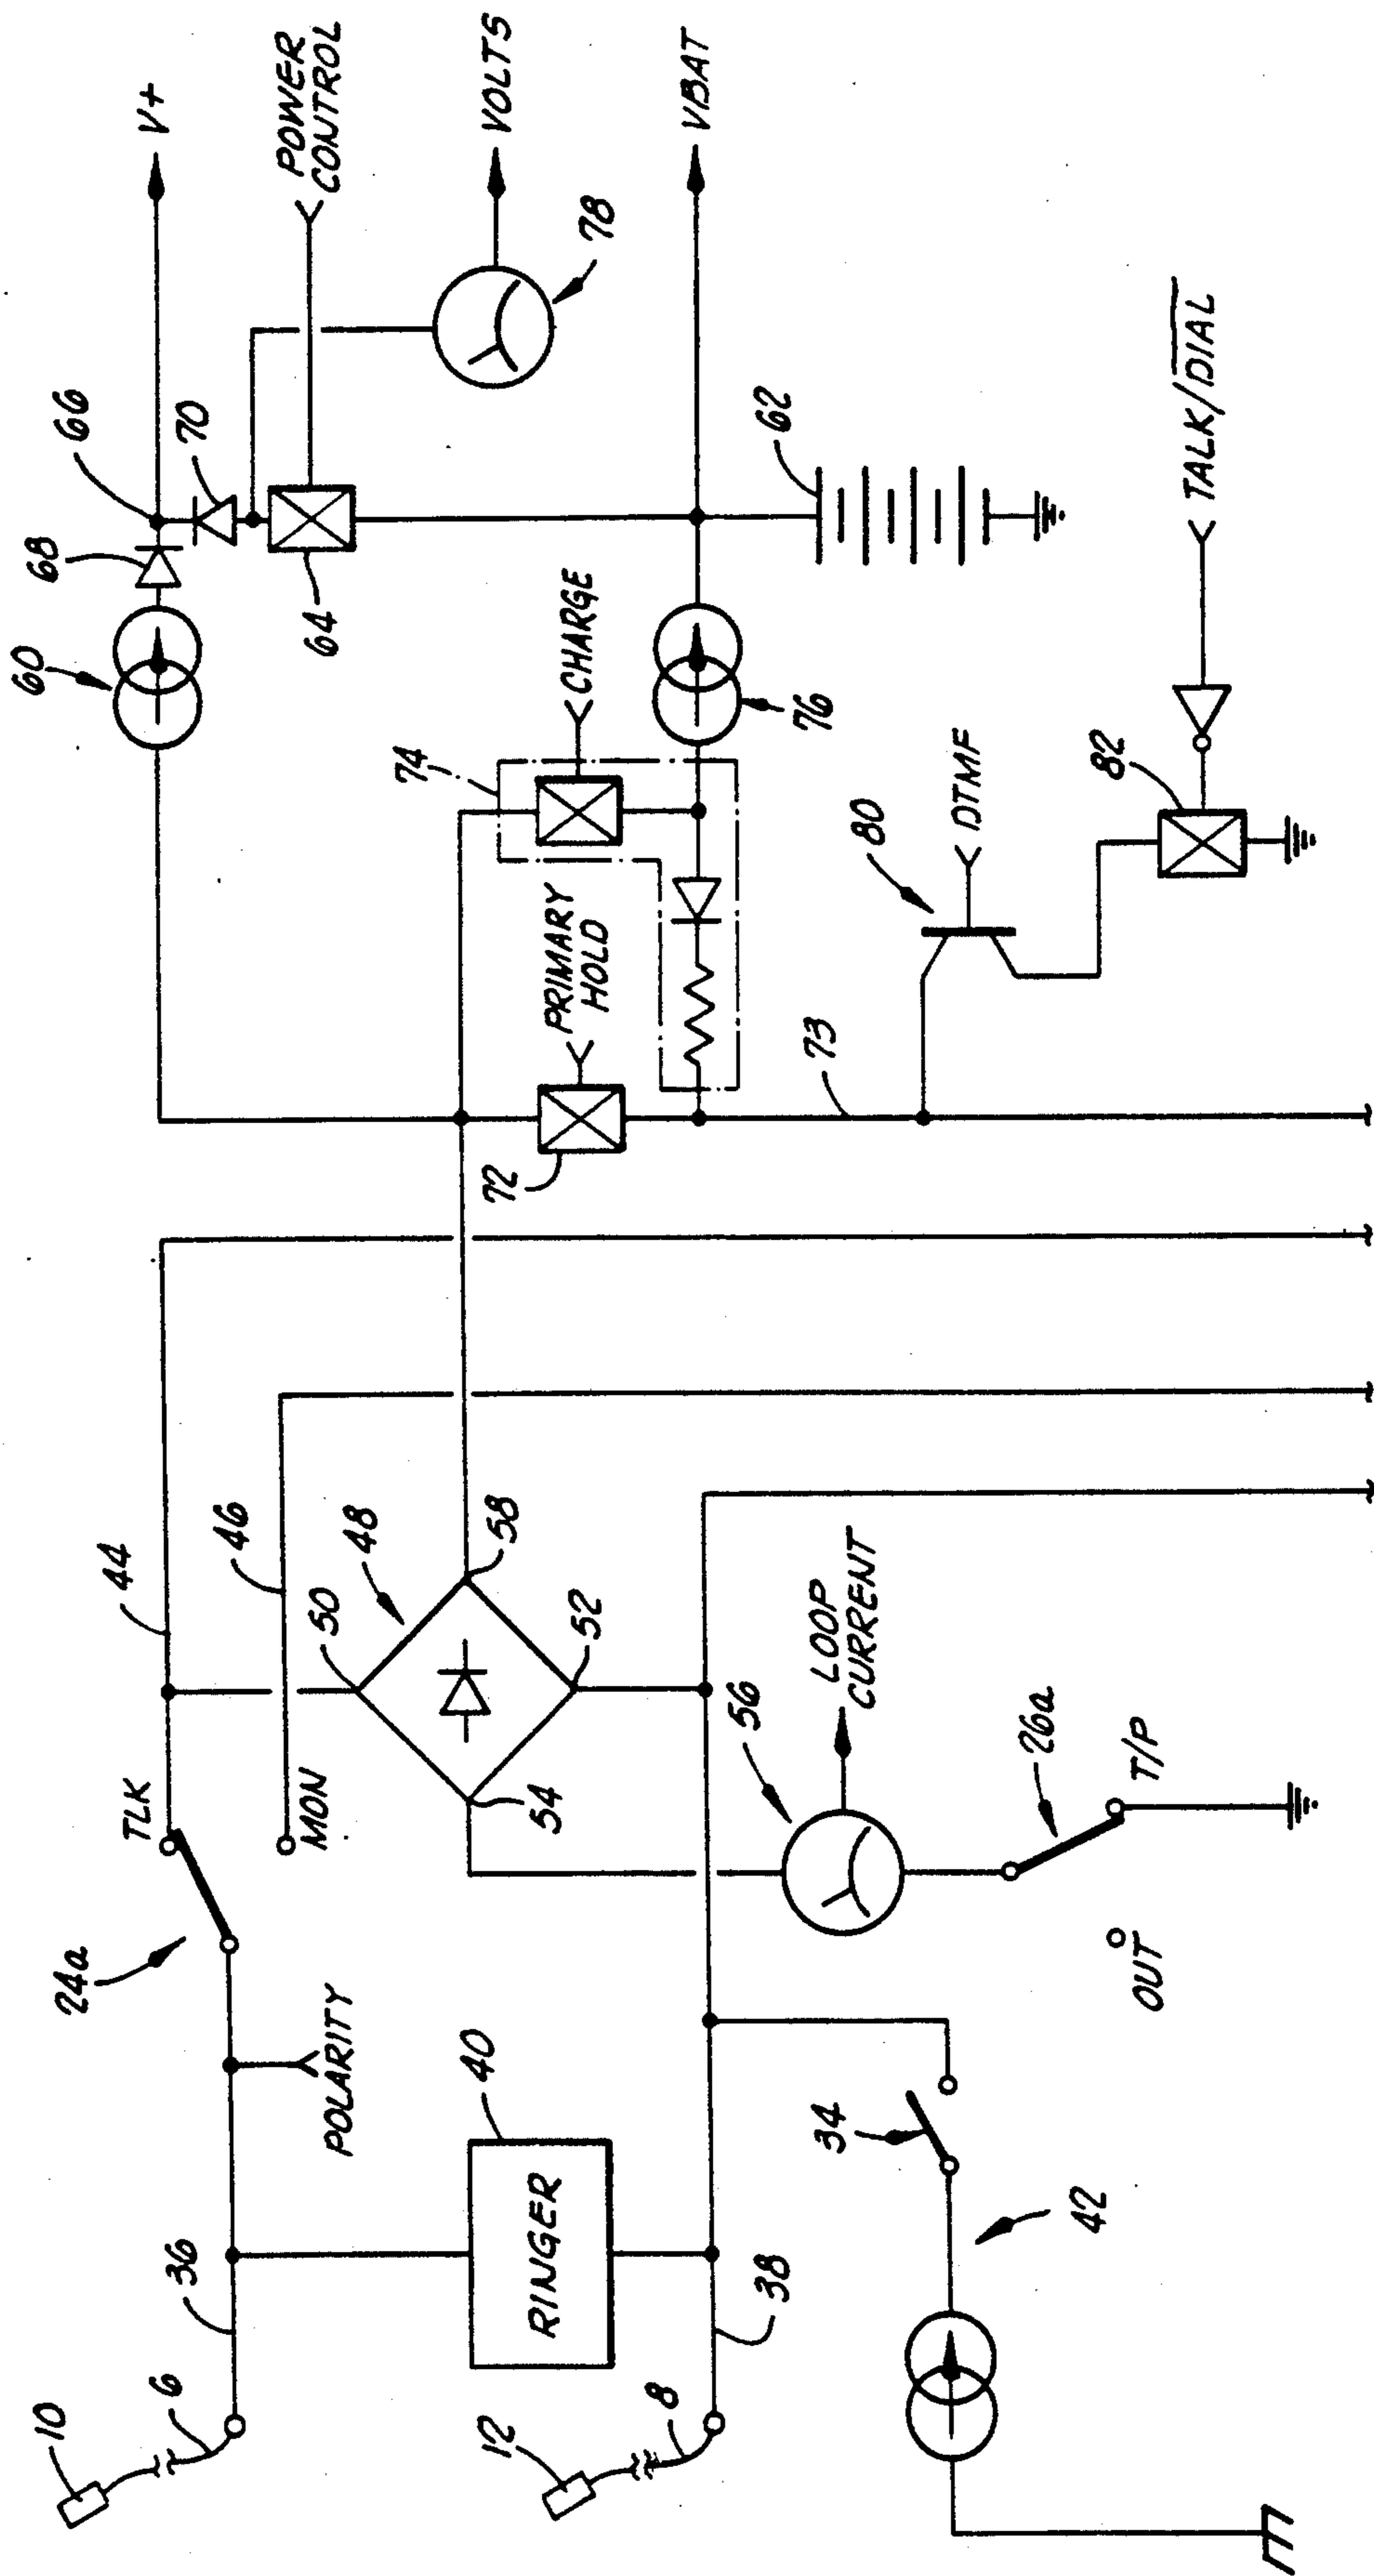 10
6
36
POLARITY
24a
TLK
MON
44
46
50
48
58
52
54
RINGER
40
12
8
38
34
42
56
LOOP
CURRENT
26a
T/P
OUT
60
68
66
70
V+
POWER
CONTROL
64
VOLTS
78
VBAT
62
74
CHARGE
76
PRIMARY
HOLD
72
73
80
DTMF
82
TALK/DIAL